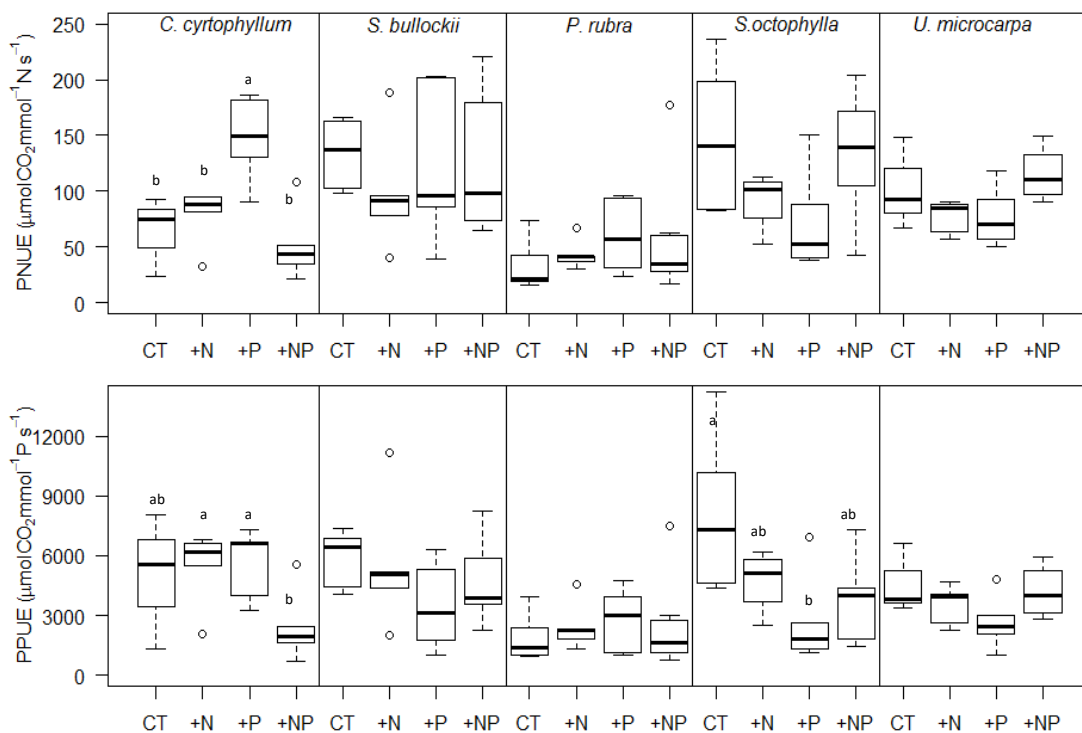 C. cyrtophyllum S. bullockii P. rubra S.octophylla U. microcarpa
PNUE (μmolCO₂mmol⁻¹N s⁻¹)
250
200
150
100
50
0
b b a b
CT +N +P +NP CT +N +P +NP CT +N +P +NP CT +N +P +NP CT +N +P +NP
PPUE (μmolCO₂mmol⁻¹P s⁻¹)
12000
9000
6000
3000
0
ab a a b a ab b ab
CT +N +P +NP CT +N +P +NP CT +N +P +NP CT +N +P +NP CT +N +P +NP